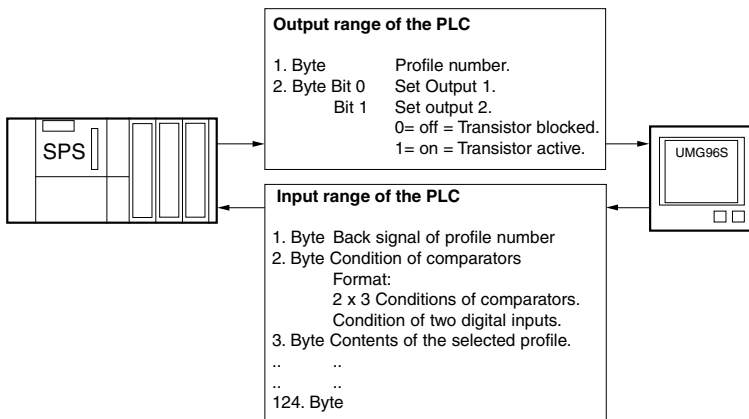 Output range of the PLC
1. Byte Profile number.
2. Byte Bit 0 Set Output 1.
Bit 1 Set output 2.
0= off = Transistor blocked.
1= on = Transistor active.
SPS
UMG96S
Input range of the PLC
1. Byte Back signal of profile number
2. Byte Condition of comparators
Format:
2 x 3 Conditions of comparators.
Condition of two digital inputs.
3. Byte Contents of the selected profile.
.. ..
.. ..
124. Byte